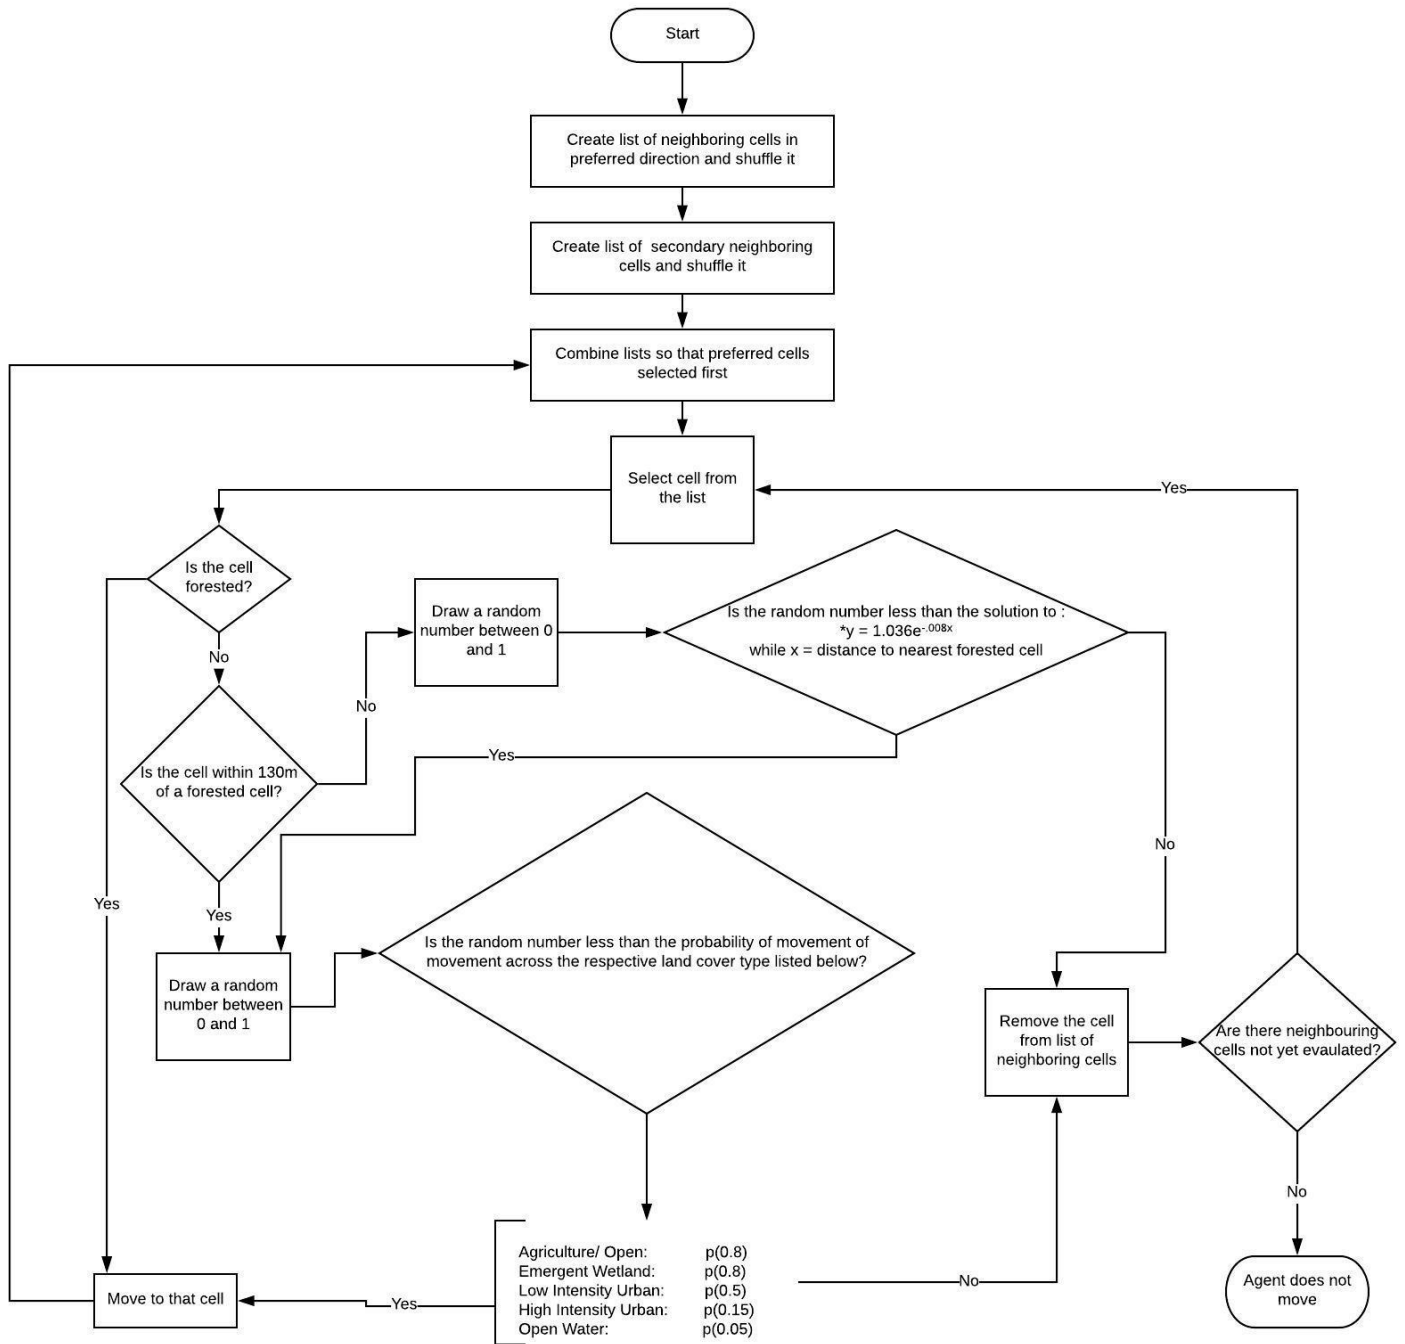 Start
Create list of neighboring cells in
preferred direction and shuffle it
Create list of secondary neighboring
cells and shuffle it
Combine lists so that preferred cells
selected first
Select cell from
the list
Yes
Is the cell
forested?
No
Draw a random
number between 0
and 1
Is the random number less than the solution to :
*y = 1.036e-.008x
while x = distance to nearest forested cell
No
Is the cell within 130m
of a forested cell?
Yes
No
Yes
Yes
Draw a random
number between
0 and 1
Is the random number less than the probability of movement of
movement across the respective land cover type listed below?
Remove the cell
from list of
neighboring cells
Are there neighbouring
cells not yet evaulated?
No
Agriculture/ Open: p(0.8)
Emergent Wetland: p(0.8)
Low Intensity Urban: p(0.5)
High Intensity Urban: p(0.15)
Open Water: p(0.05)
No
Yes
Move to that cell
Agent does not
move